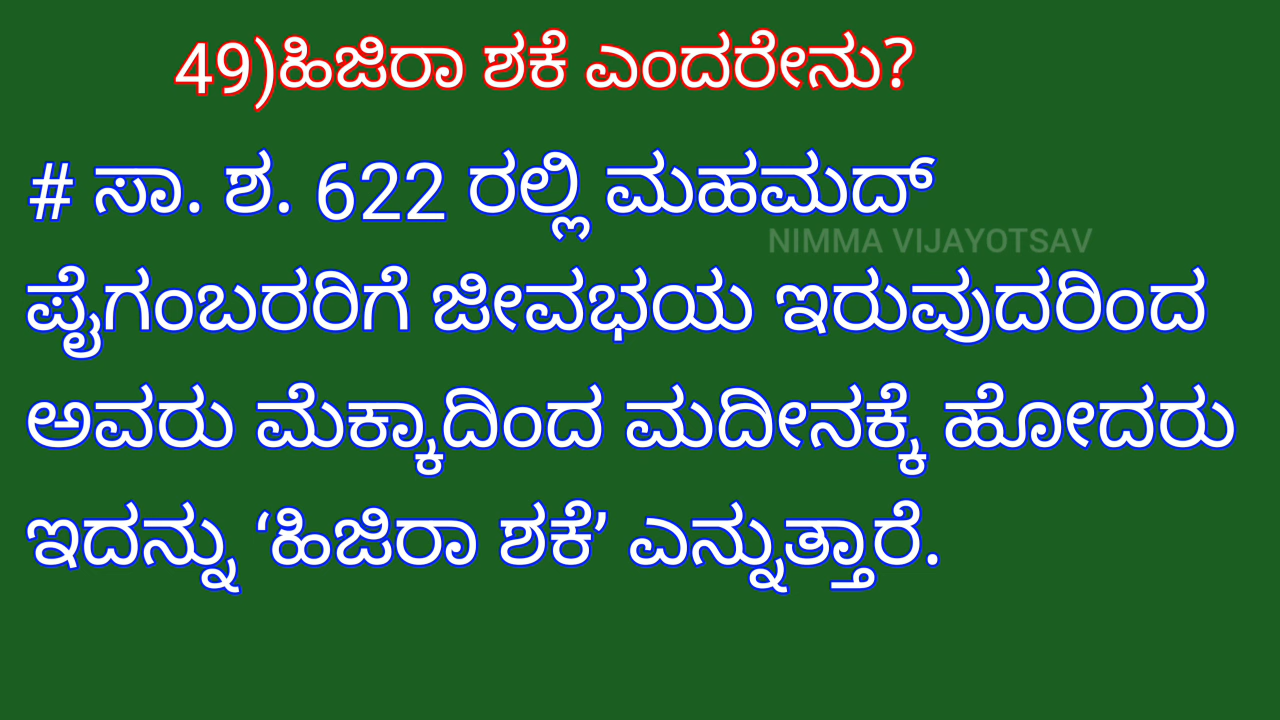 49)ಹಿಜಿರಾ ಶಕೆ ಎಂದರೇನು?
# ಸಾ. ಶ. 622 ರಲ್ಲಿ ಮಹಮದ್
NIMMA VIJAYOTSAV
ಪೈಗಂಬರರಿಗೆ ಜೀವಭಯ ಇರುವುದರಿಂದ
ಅವರು ಮೆಕ್ಕಾದಿಂದ ಮದೀನಕ್ಕೆ ಹೋದರು
ಇದನ್ನು ‘ಹಿಜಿರಾ ಶಕೆ’ ಎನ್ನುತ್ತಾರೆ.